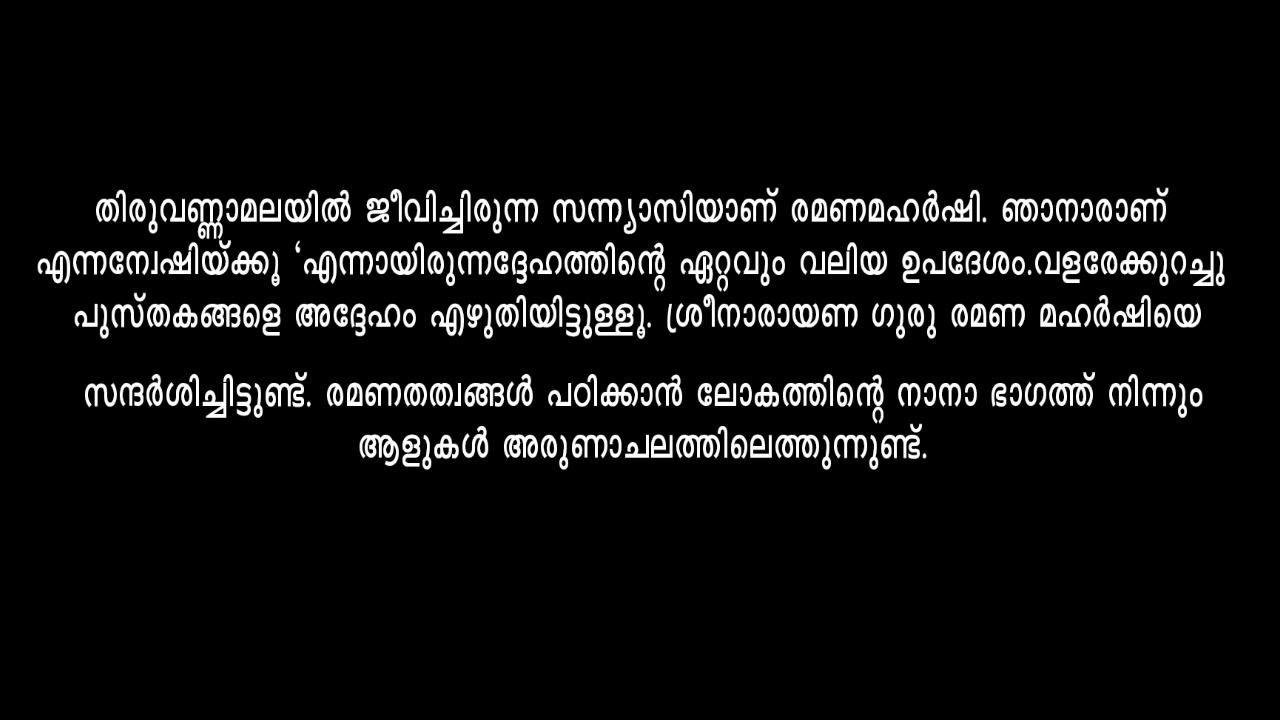 തിരുവണ്ണാമലയിൽ ജീവിച്ചിരുന്ന സന്ന്യാസിയാണ് രമണമഹർഷി. ഞാനാരാണ്
എന്നന്വേഷിയ്ക്കൂ ‘എന്നായിരുന്നദ്ദേഹത്തിന്റെ ഏറ്റവും വലിയ ഉപദേശം.വളരേക്കുറച്ചു
പുസ്തകങ്ങളെ അദ്ദേഹം എഴുതിയിട്ടുള്ളൂ. ശ്രീനാരായണ ഗുരു രമണ മഹർഷിയെ
സന്ദർശിച്ചിട്ടുണ്ട്. രമണതത്വങ്ങൾ പഠിക്കാൻ ലോകത്തിന്റെ നാനാ ഭാഗത്ത് നിന്നും
ആളുകൾ അരുണാചലത്തിലെത്തുന്നുണ്ട്.